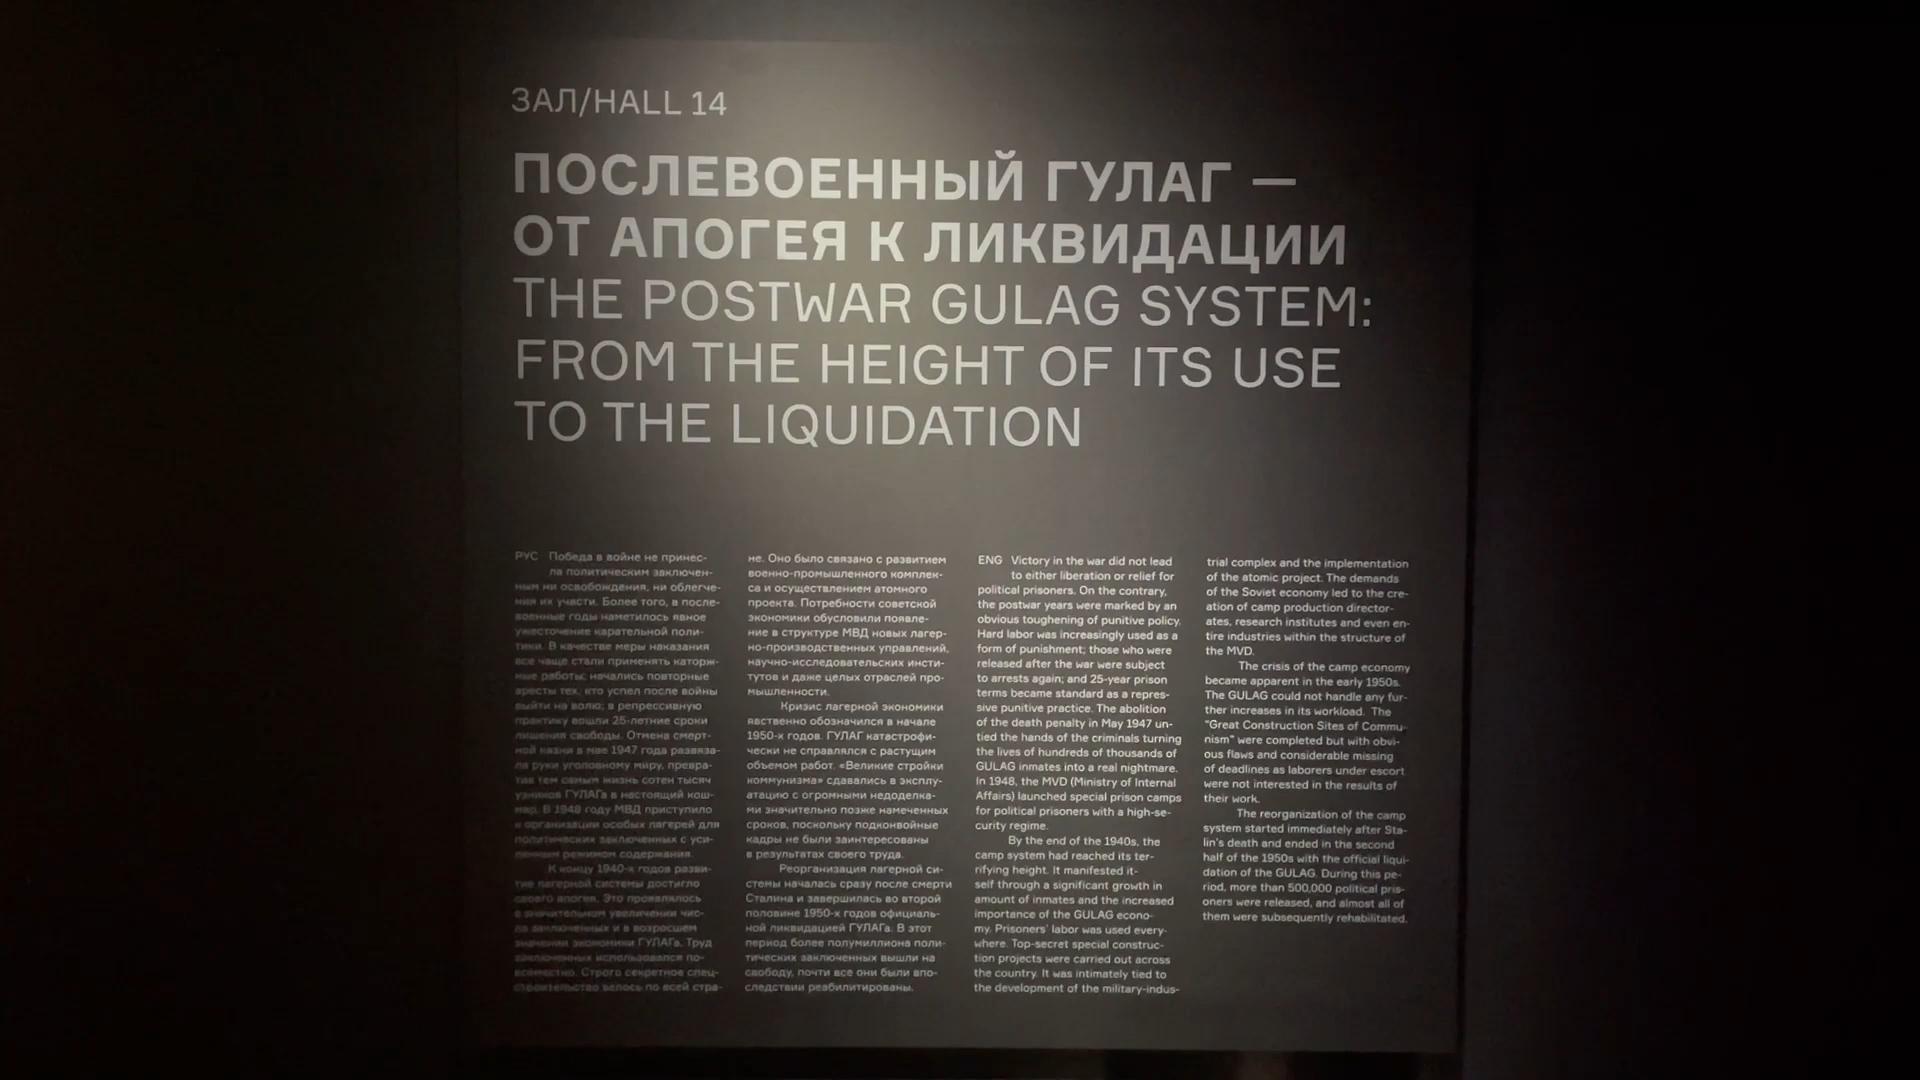 ЗАЛ/HALL 14
ПОСЛЕВОЕННЫЙ ГУЛАГ —
ОТ АПОГЕЯ К ЛИКВИДАЦИИ
THE POSTWAR GULAG SYSTEM:
FROM THE HEIGHT OF ITS USE
TO THE LIQUIDATION
РУС Победа в войне не принес-
ла политическим заключен-
ным ни освобождения, ни облегче-
ния их участи. Более того, в после-
военные годы наметилось явное
ужесточение карательной поли-
тики. В качестве меры наказания
все чаще стали применять каторж-
ные работы; начались повторные
аресты тех, кто успел после войны
выйти на волю; в репрессивную
практику вошли 25-летние сроки
лишения свободы. Отмена смерт-
ной казни в мае 1947 года развяза-
ла руки уголовному миру, превра-
тив тем самым жизнь сотен тысяч
узников ГУЛАГа в настоящий кош-
мар. В 1948 году МВД приступило
к организации особых лагерей для
политических заключенных с уси-
ленным режимом содержания.
К концу 1940-х годов разви-
тие лагерной системы достигло
своего апогея. Это проявлялось
в значительном увеличении чис-
ла заключенных и в возросшем
значении экономики ГУЛАГа. Труд
заключенных использовался по-
всеместно. Строго секретное спец-
строительство велось по всей стра-
не. Оно было связано с развитием
военно-промышленного комплек-
са и осуществлением атомного
проекта. Потребности советской
экономики обусловили появле-
ние в структуре МВД новых лагер-
но-производственных управлений,
научно-исследовательских инсти-
тутов и даже целых отраслей про-
мышленности.
Кризис лагерной экономики
явственно обозначился в начале
1950-х годов. ГУЛАГ катастрофи-
чески не справлялся с растущим
объемом работ. «Великие стройки
коммунизма» сдавались в эксплу-
атацию с огромными недоделка-
ми значительно позже намеченных
сроков, поскольку подконвойные
кадры не были заинтересованы
в результатах своего труда.
Реорганизация лагерной си-
стемы началась сразу после смерти
Сталина и завершилась во второй
половине 1950-х годов официаль-
ной ликвидацией ГУЛАГа. В этот
период более полумиллиона поли-
тических заключенных вышли на
свободу, почти все они были впо-
следствии реабилитированы.
ENG Victory in the war did not lead
to either liberation or relief for
political prisoners. On the contrary,
the postwar years were marked by an
obvious toughening of punitive policy.
Hard labor was increasingly used as a
form of punishment; those who were
released after the war were subject
to arrests again; and 25-year prison
terms became standard as a repres-
sive punitive practice. The abolition
of the death penalty in May 1947 un-
tied the hands of the criminals turning
the lives of hundreds of thousands of
GULAG inmates into a real nightmare.
In 1948, the MVD (Ministry of Internal
Affairs) launched special prison camps
for political prisoners with a high-se-
curity regime.
By the end of the 1940s, the
camp system had reached its ter-
rifying height. It manifested it-
self through a significant growth in
amount of inmates and the increased
importance of the GULAG econo-
my. Prisoners' labor was used every-
where. Top-secret special construc-
tion projects were carried out across
the country. It was intimately tied to
the development of the military-indus-
trial complex and the implementation
of the atomic project. The demands
of the Soviet economy led to the cre-
ation of camp production director-
ates, research institutes and even en-
tire industries within the structure of
the MVD.
The crisis of the camp economy
became apparent in the early 1950s.
The GULAG could not handle any fur-
ther increases in its workload. The
"Great Construction Sites of Commu-
nism" were completed but with obvi-
ous flaws and considerable missing
of deadlines as laborers under escort
were not interested in the results of
their work.
The reorganization of the camp
system started immediately after Sta-
lin's death and ended in the second
half of the 1950s with the official liqui-
dation of the GULAG. During this pe-
riod, more than 500,000 political pris-
oners were released, and almost all of
them were subsequently rehabilitated.